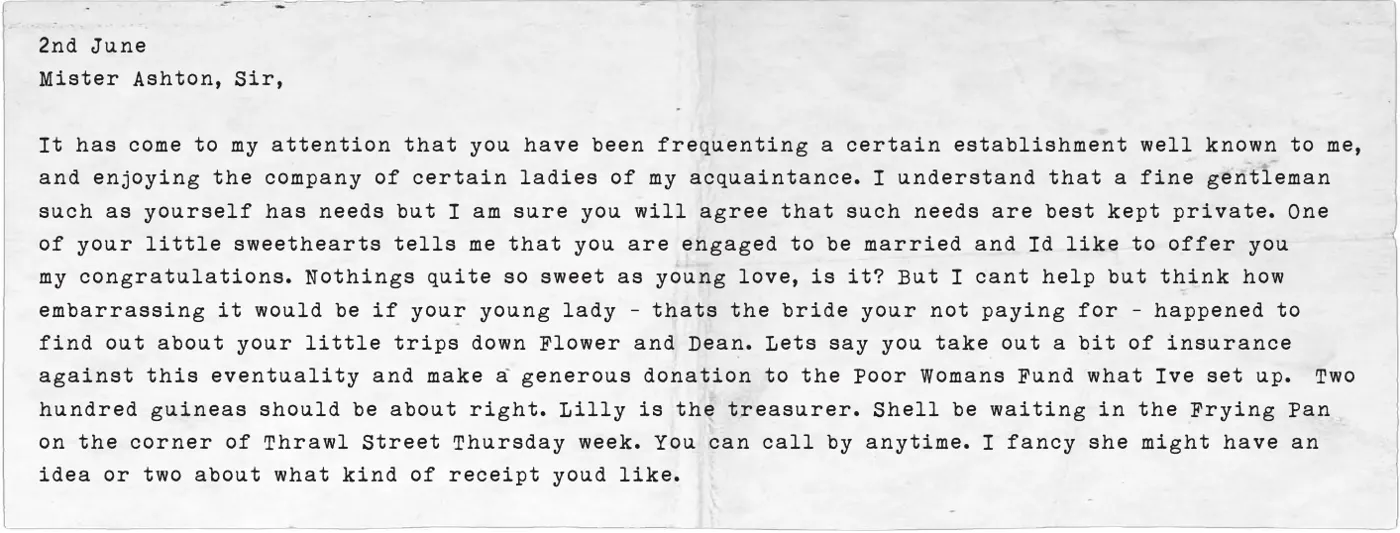 2nd June
Mister Ashton, Sir,
It has come to my attention that you have been frequenting a certain establishment well known to me,
and enjoying the company of certain ladies of my acquaintance. I understand that a fine gentleman
such as yourself has needs but I am sure you will agree that such needs are best kept private. One
of your little sweethearts tells me that you are engaged to be married and Id like to offer you
my congratulations. Nothings quite so sweet as young love, is it? But I cant help but think how
embarrassing it would be if your young lady - thats the bride your not paying for - happened to
find out about your little trips down Flower and Dean. Lets say you take out a bit of insurance
against this eventuality and make a generous donation to the Poor Womans Fund what Ive set up.  Two
hundred guineas should be about right. Lilly is the treasurer. Shell be waiting in the Frying Pan
on the corner of Thrawl Street Thursday week. You can call by anytime. I fancy she might have an
idea or two about what kind of receipt youd like.